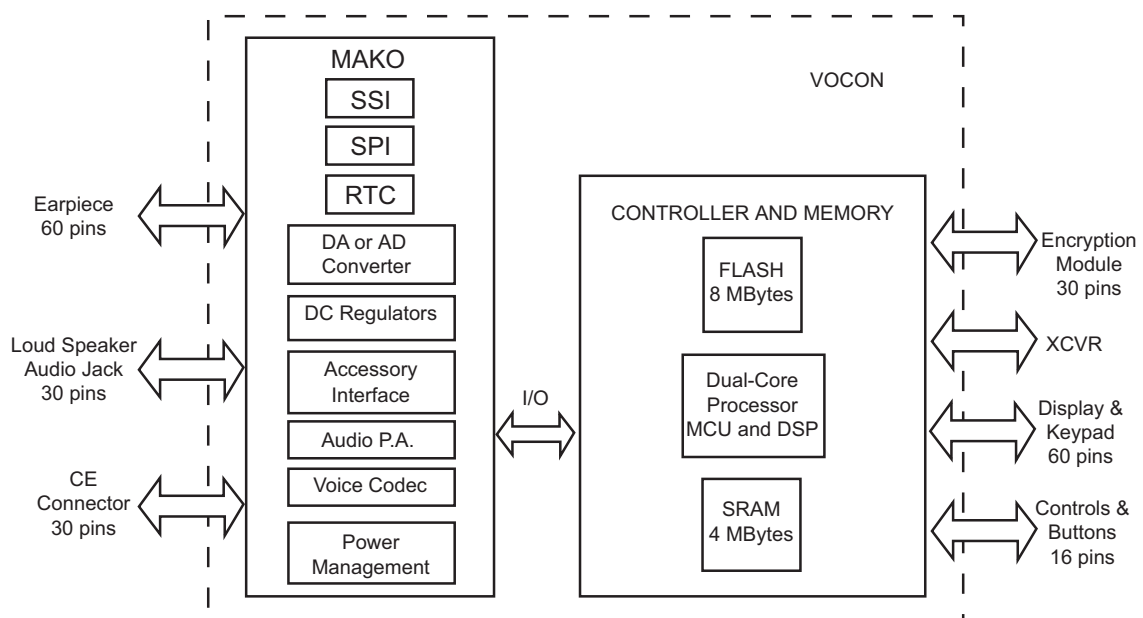 MAKO
SSI
SPI
RTC
DA or AD
Converter
DC Regulators
Accessory
Interface
Audio P.A.
Voice Codec
Power
Management
VOCON
Earpiece
60 pins
Loud Speaker
Audio Jack
30 pins
CE
Connector
30 pins
I/O
CONTROLLER AND MEMORY
FLASH
8 MBytes
Dual-Core
Processor
MCU and DSP
SRAM
4 MBytes
Encryption
Module
30 pins
XCVR
Display &
Keypad
60 pins
Controls &
Buttons
16 pins